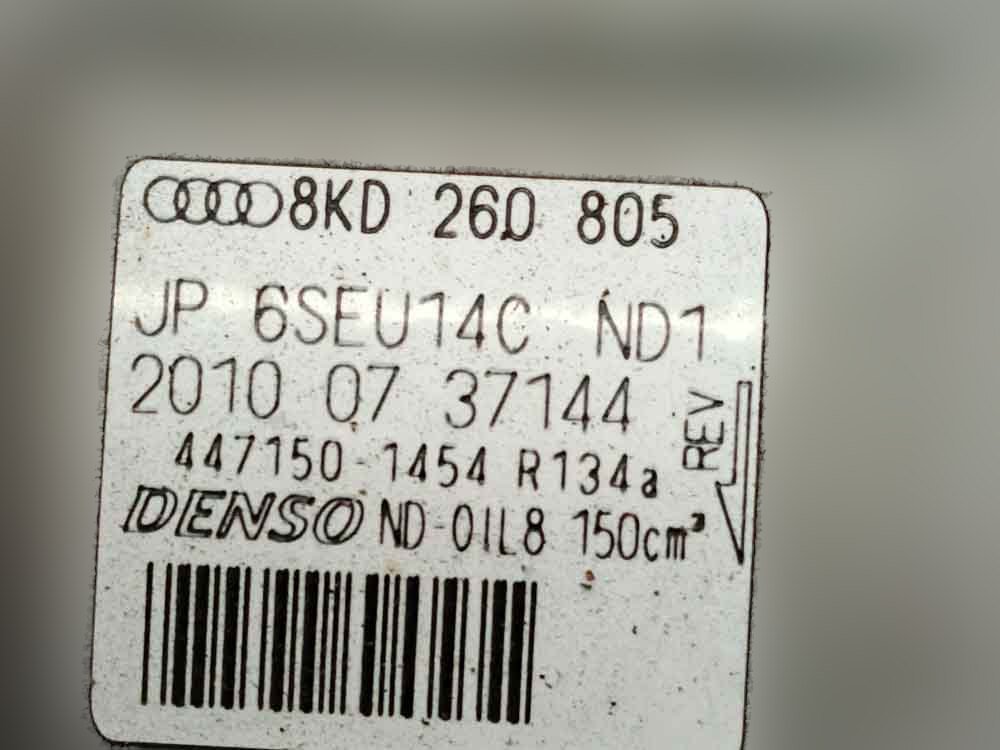 8KD 260 805
JP 6SEU14C ND1
2010 07 37144
447150-1454 R134a
DENSO ND-OIL8 150cm³
REV